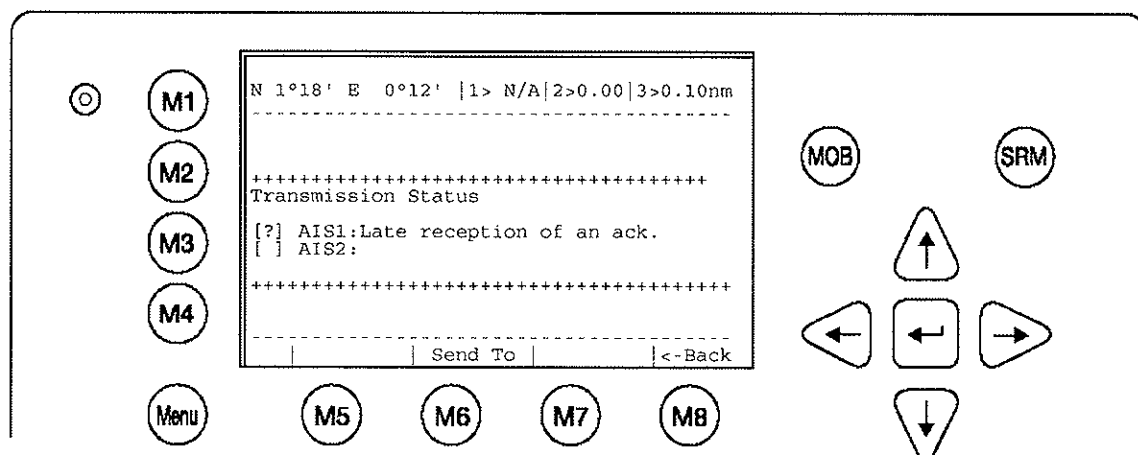 M1
M2
M3
M4
Menu
N 1°18' E 0°12' |1> N/A|2>0.00|3>0.10nm
-----------------------------------------
+++++++++++++++++++++++++++++++++++++++
Transmission Status
[?] AIS1:Late reception of an ack.
[ ] AIS2:
+++++++++++++++++++++++++++++++++++++++++
-----------------------------------------
| | Send To | |<-Back
M5 M6 M7 M8
MOB SRM